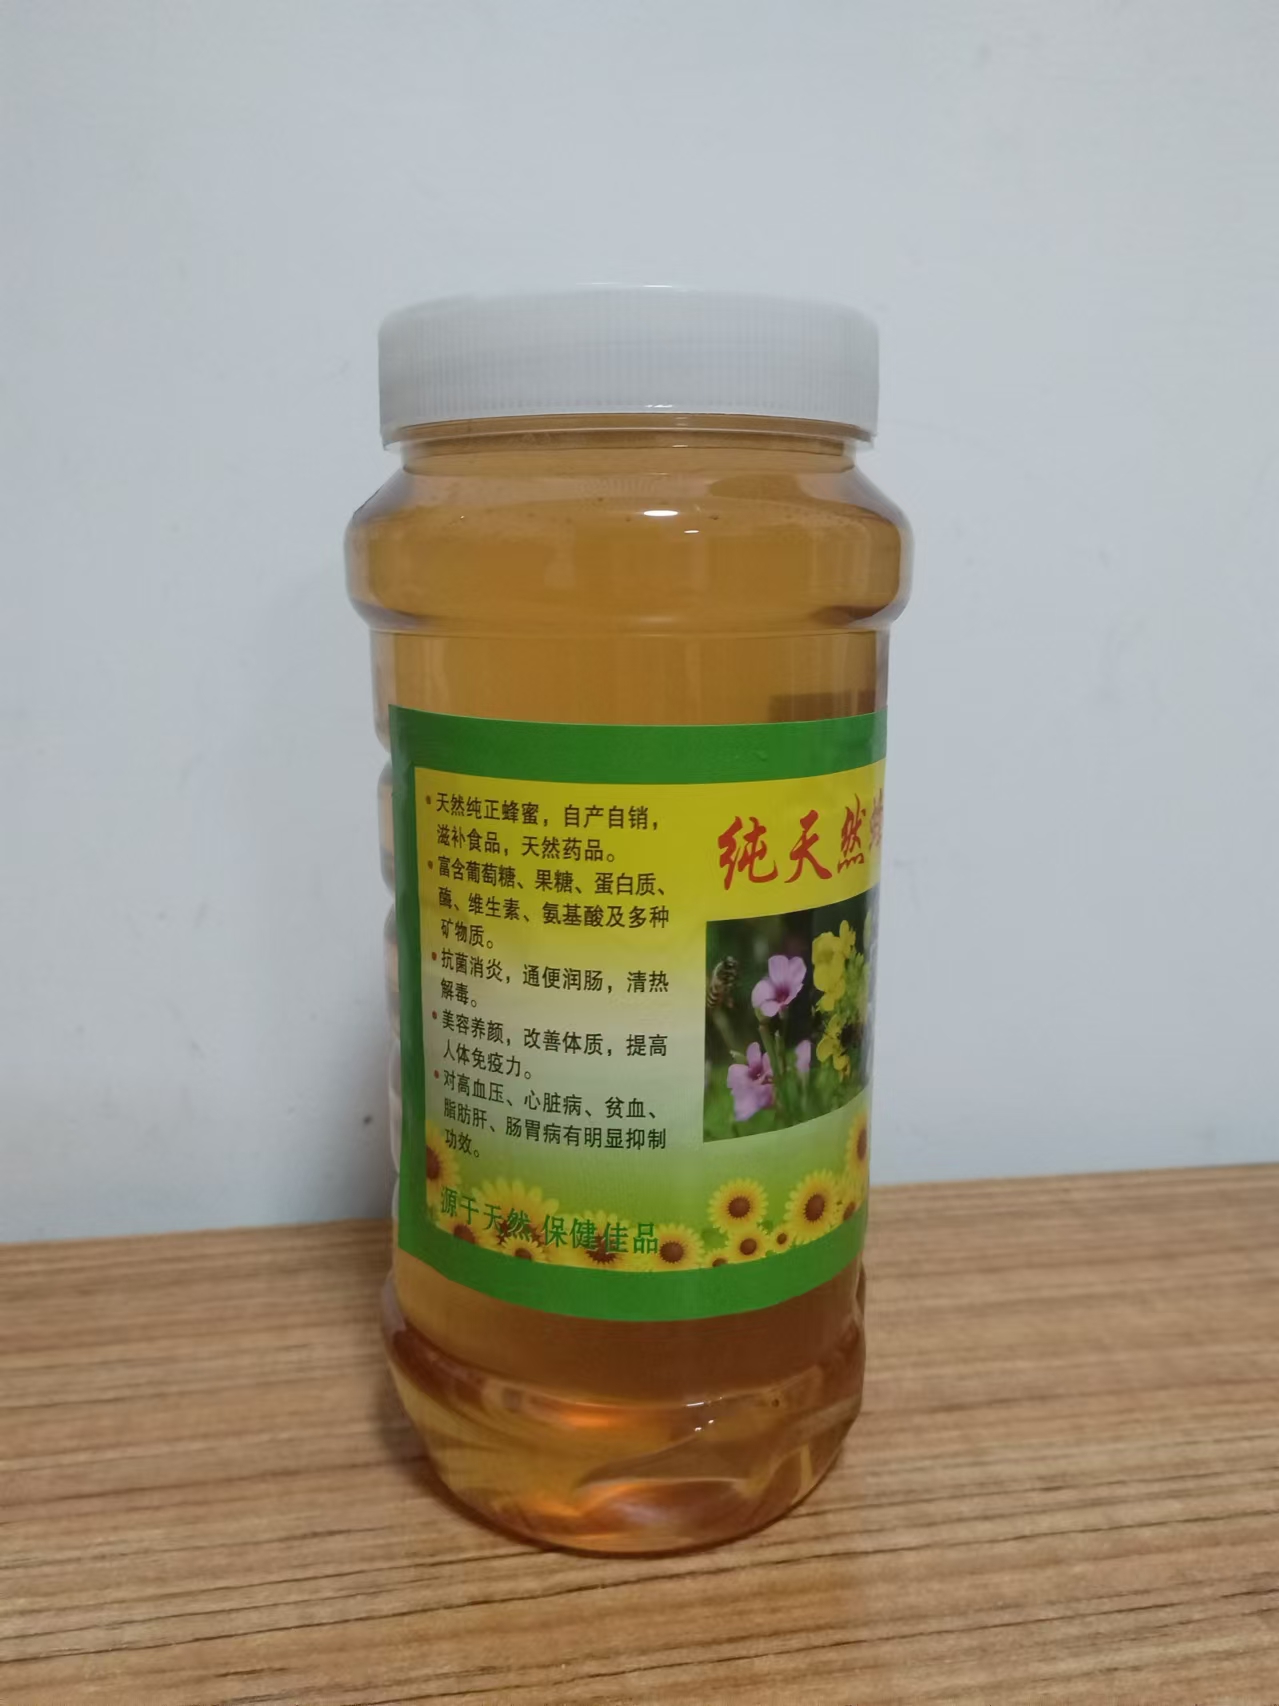 天然纯正蜂蜜，自产自销，
滋补食品，天然药品。
富含葡萄糖、果糖、蛋白质、
酶、维生素、氨基酸及多种
矿物质。
抗菌消炎，通便润肠，清热
解毒。
美容养颜，改善体质，提高
人体免疫力。
对高血压、心脏病、贫血、
脂肪肝、肠胃病有明显抑制
功效。
源于天然 保健佳品
纯天然